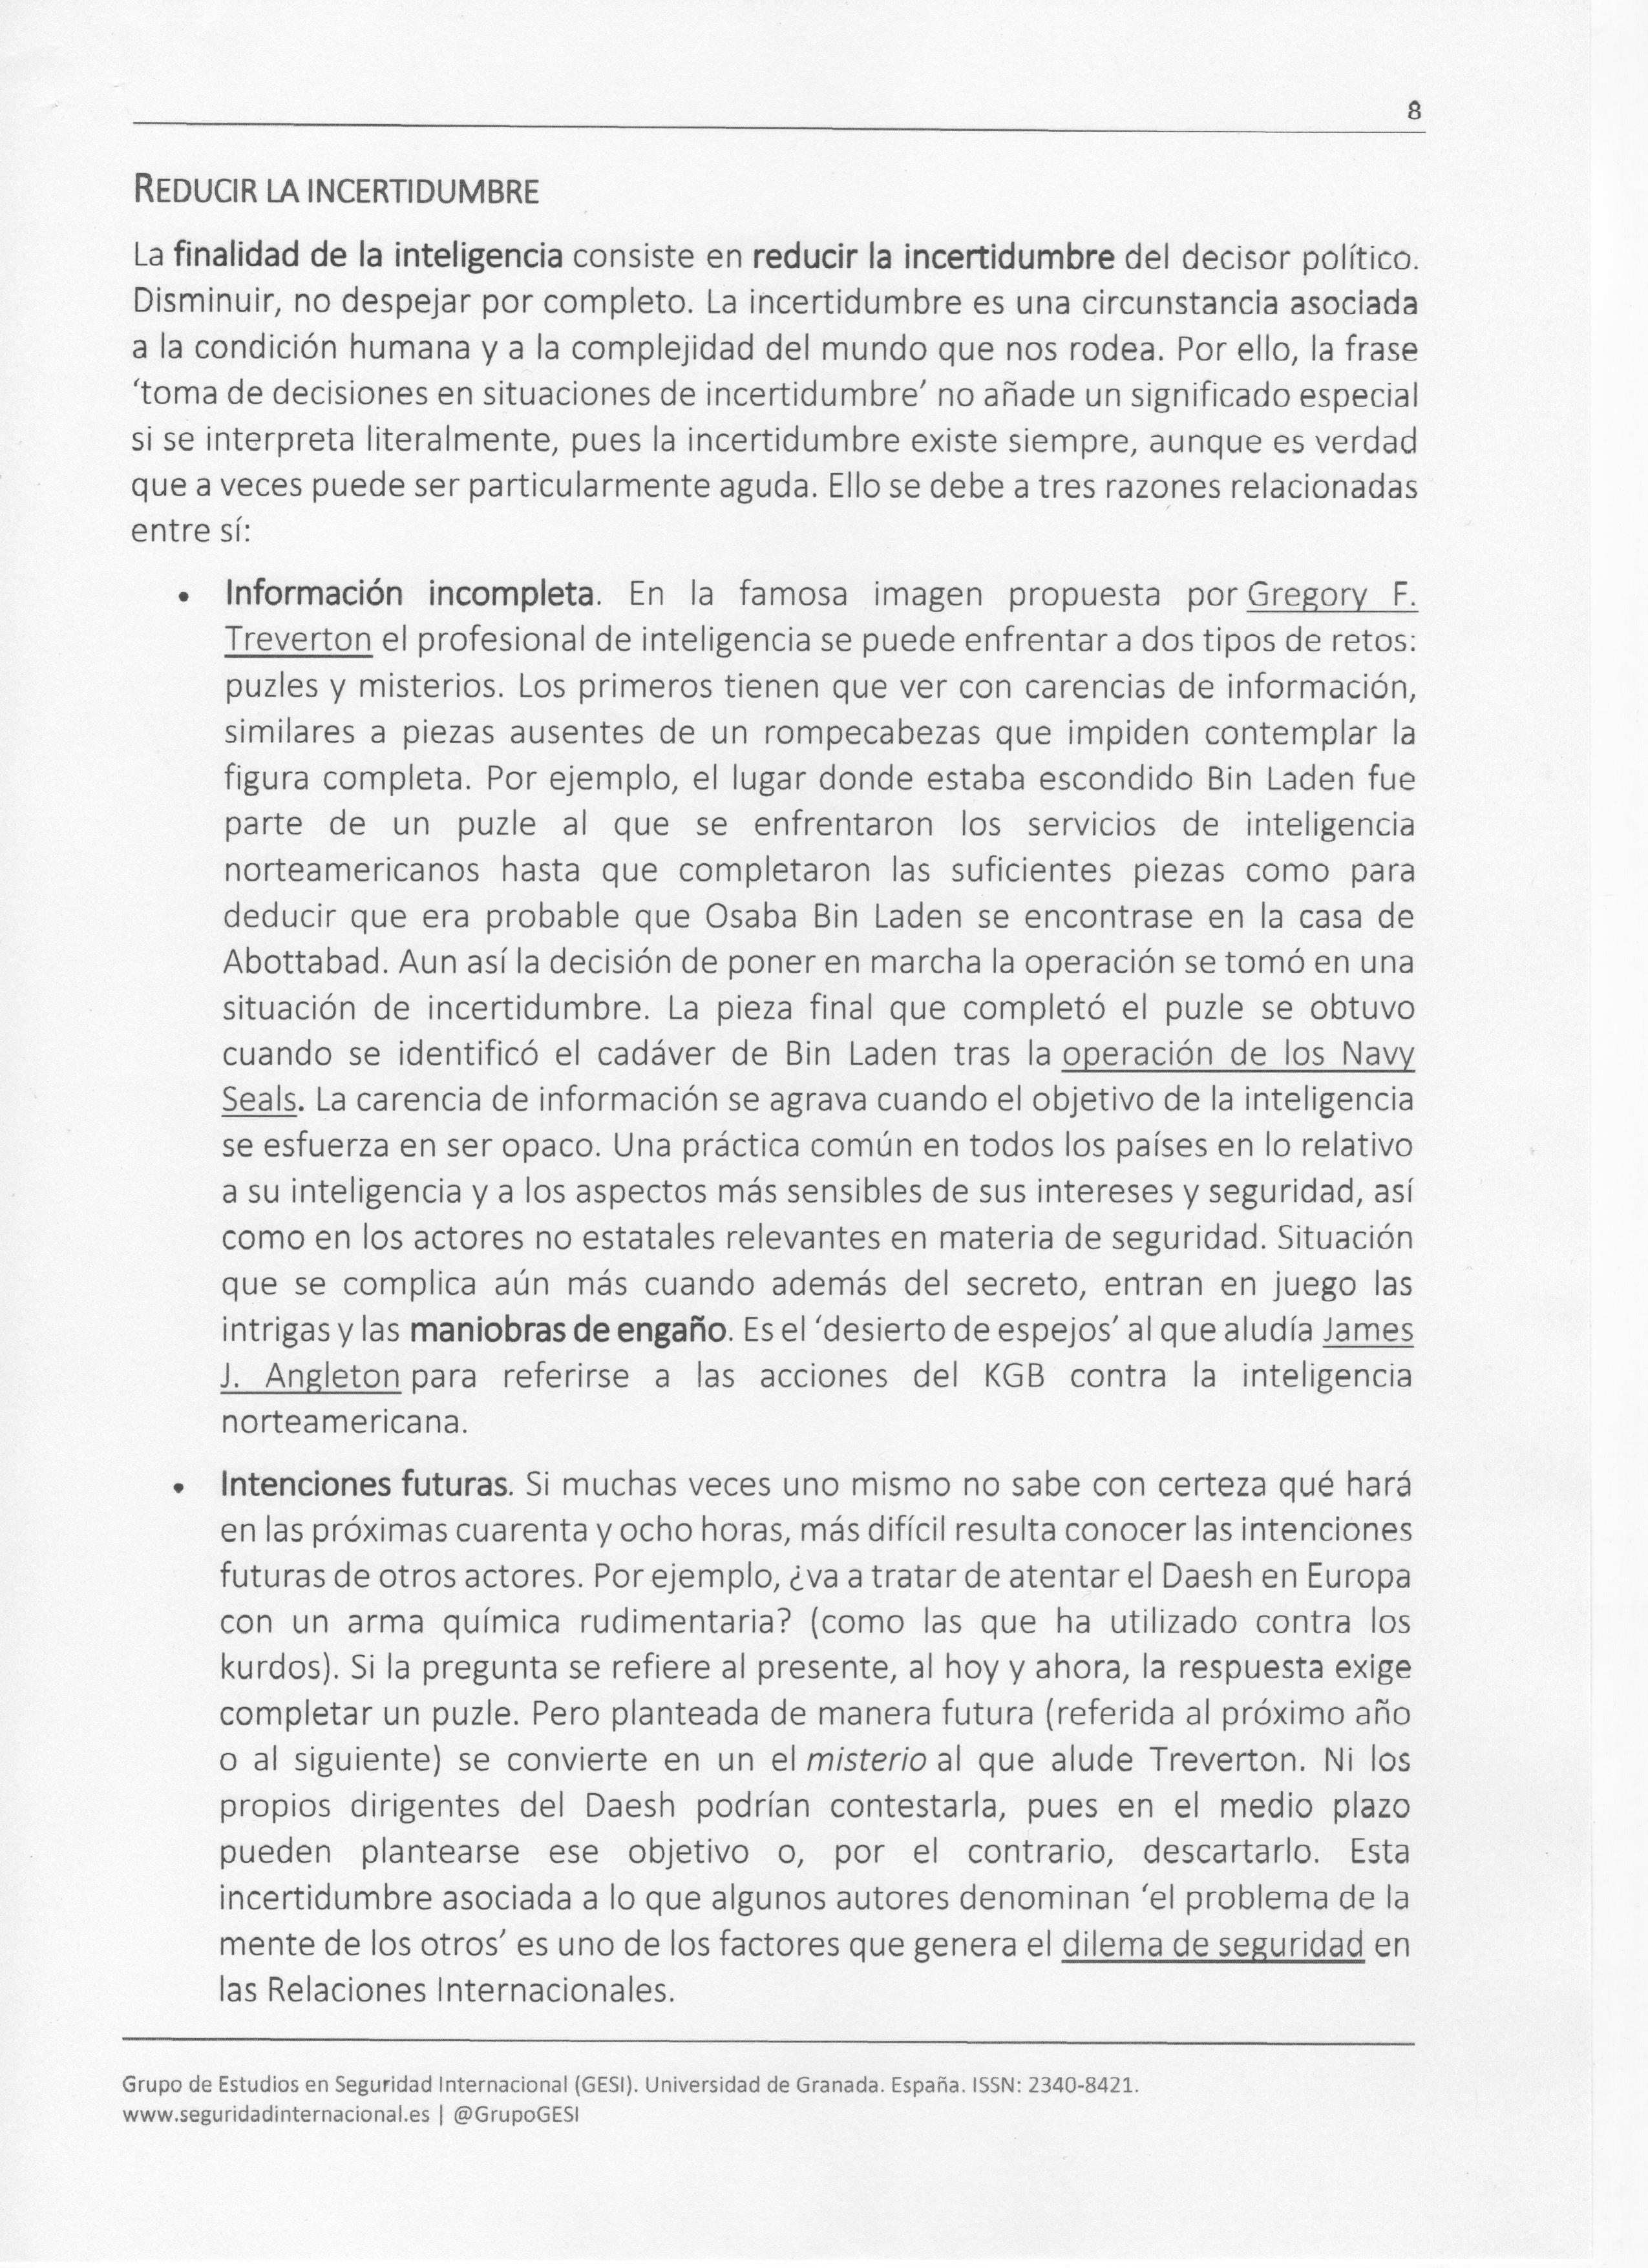 8
REDUCIR LA INCERTIDUMBRE
La finalidad de la inteligencia consiste en reducir la incertidumbre del decisor político.
Disminuir, no despejar por completo. La incertidumbre es una circunstancia asociada
a la condición humana y a la complejidad del mundo que nos rodea. Por ello, la frase
‘toma de decisiones en situaciones de incertidumbre’ no añade un significado especial
si se interpreta literalmente, pues la incertidumbre existe siempre, aunque es verdad
que a veces puede ser particularmente aguda. Ello se debe a tres razones relacionadas
entre sí:
• Información incompleta. En la famosa imagen propuesta por Gregory F.
Treverton el profesional de inteligencia se puede enfrentar a dos tipos de retos:
puzles y misterios. Los primeros tienen que ver con carencias de información,
similares a piezas ausentes de un rompecabezas que impiden contemplar la
figura completa. Por ejemplo, el lugar donde estaba escondido Bin Laden fue
parte de un puzle al que se enfrentaron los servicios de inteligencia
norteamericanos hasta que completaron las suficientes piezas como para
deducir que era probable que Osaba Bin Laden se encontrase en la casa de
Abottabad. Aun así la decisión de poner en marcha la operación se tomó en una
situación de incertidumbre. La pieza final que completó el puzle se obtuvo
cuando se identificó el cadáver de Bin Laden tras la operación de los Navy
Seals. La carencia de información se agrava cuando el objetivo de la inteligencia
se esfuerza en ser opaco. Una práctica común en todos los países en lo relativo
a su inteligencia y a los aspectos más sensibles de sus intereses y seguridad, así
como en los actores no estatales relevantes en materia de seguridad. Situación
que se complica aún más cuando además del secreto, entran en juego las
intrigas y las maniobras de engaño. Es el ‘desierto de espejos’ al que aludía James
J. Angleton para referirse a las acciones del KGB contra la inteligencia
norteamericana.
• Intenciones futuras. Si muchas veces uno mismo no sabe con certeza qué hará
en las próximas cuarenta y ocho horas, más difícil resulta conocer las intenciones
futuras de otros actores. Por ejemplo, ¿va a tratar de atentar el Daesh en Europa
con un arma química rudimentaria? (como las que ha utilizado contra los
kurdos). Si la pregunta se refiere al presente, al hoy y ahora, la respuesta exige
completar un puzle. Pero planteada de manera futura (referida al próximo año
o al siguiente) se convierte en un el misterio al que alude Treverton. Ni los
propios dirigentes del Daesh podrían contestarla, pues en el medio plazo
pueden plantearse ese objetivo o, por el contrario, descartarlo. Esta
incertidumbre asociada a lo que algunos autores denominan ‘el problema de la
mente de los otros’ es uno de los factores que genera el dilema de seguridad en
las Relaciones Internacionales.
Grupo de Estudios en Seguridad Internacional (GESI). Universidad de Granada. España. ISSN: 2340-8421.
www.seguridadinternacional.es | @GrupoGESI